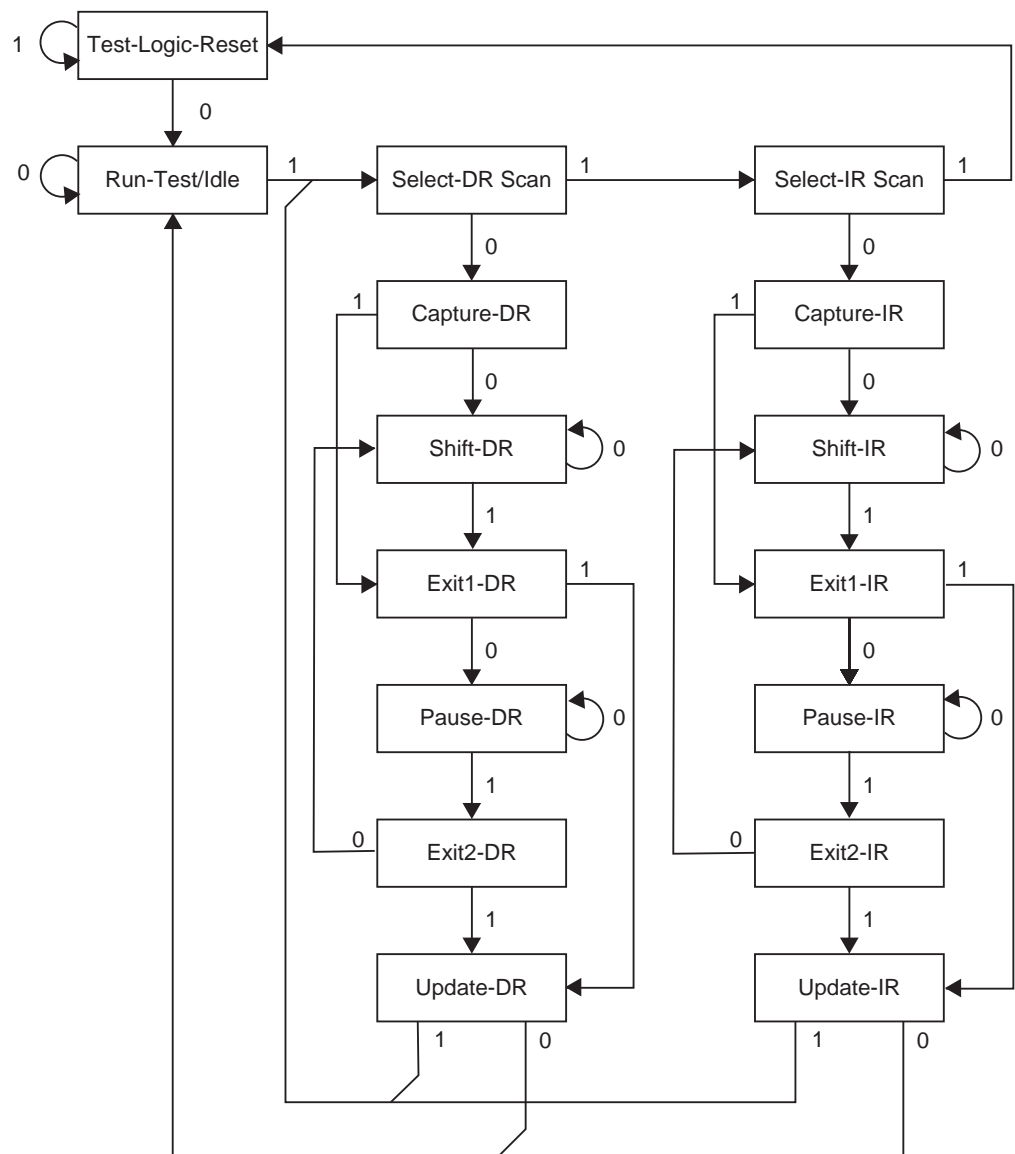 1 Test-Logic-Reset
0
0 Run-Test/Idle 1 Select-DR Scan 1 Select-IR Scan 1
0 0
1 Capture-DR 1 Capture-IR
0 0
Shift-DR 0 Shift-IR 0
1 1
Exit1-DR 1 Exit1-IR 1
0 0
Pause-DR 0 Pause-IR 0
1 1
0 Exit2-DR 0 Exit2-IR
1 1
Update-DR Update-IR
1 0 1 0